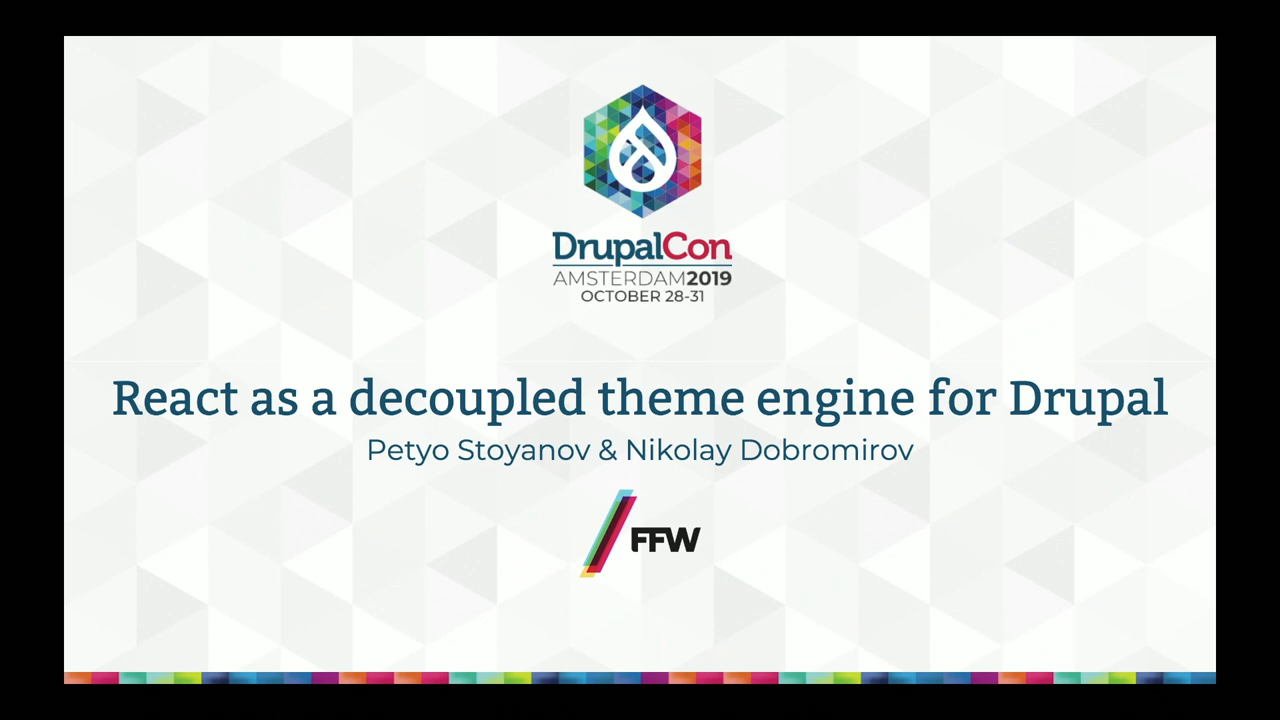 DrupalCon
AMSTERDAM2019
OCTOBER 28-31
React as a decoupled theme engine for Drupal
Petyo Stoyanov & Nikolay Dobromirov
FFW